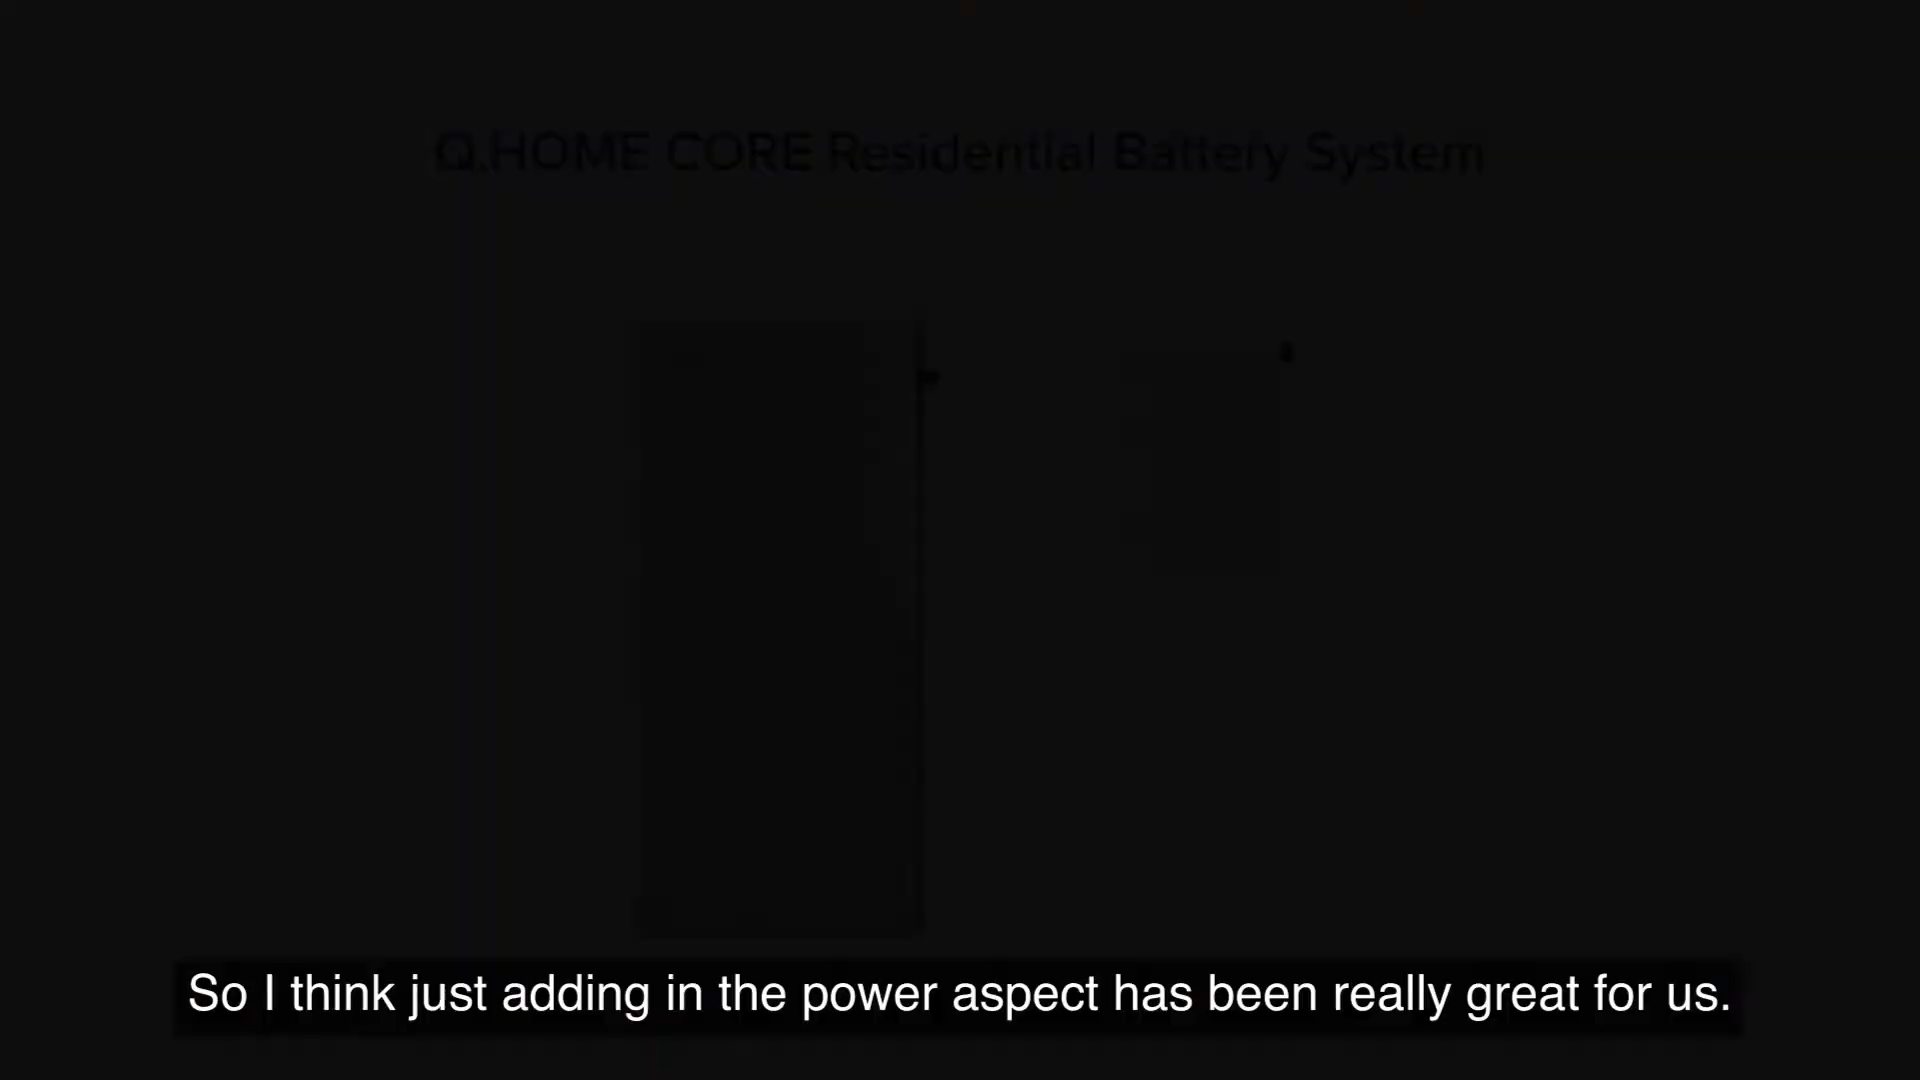 Q.HOME CORE Residential Battery System
So I think just adding in the power aspect has been really great for us.